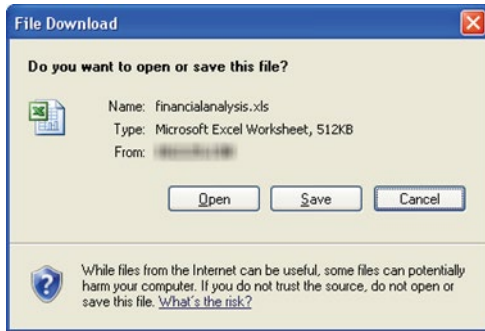 File Download
Do you want to open or save this file?
Name: financialanalysis.xls
Type: Microsoft Excel Worksheet, 512KB
From:
Open Save Cancel
While files from the Internet can be useful, some files can potentially
harm your computer. If you do not trust the source, do not open or
save this file. What's the risk?